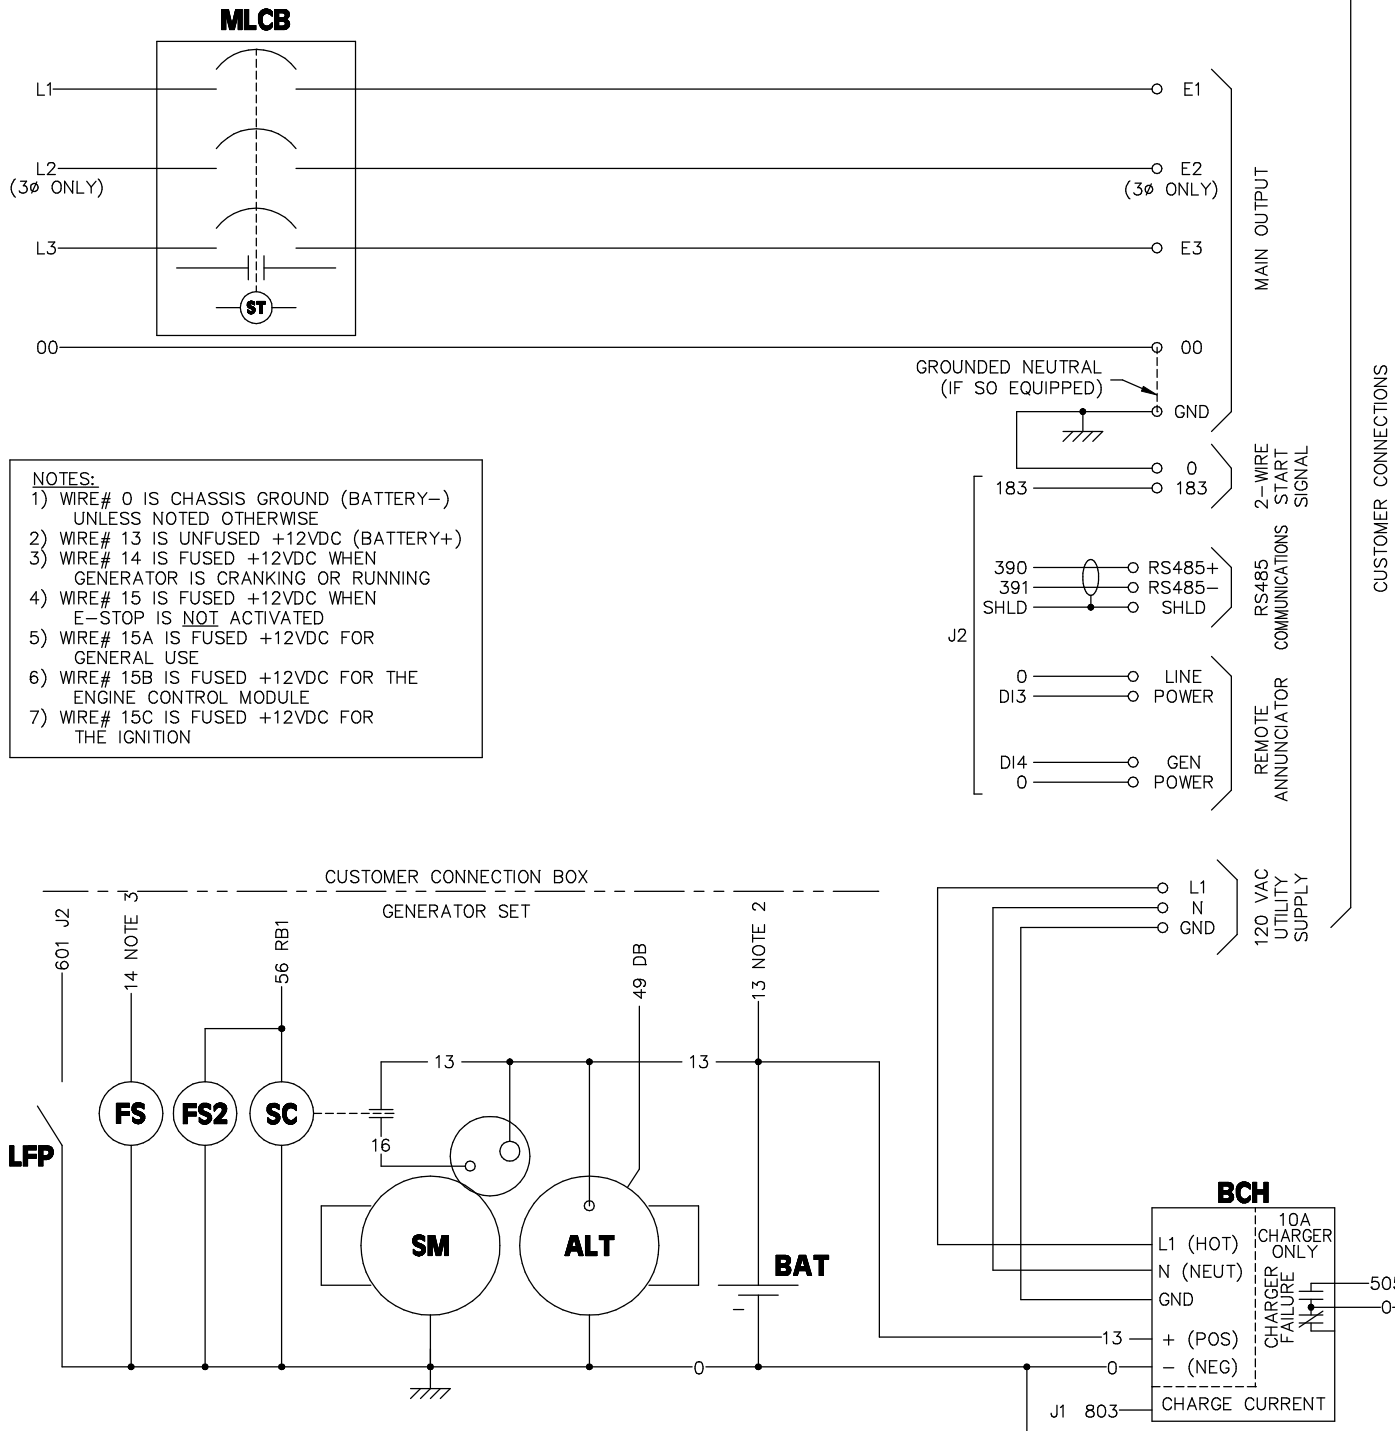 MLCB
L1
E1
L2
(3ø ONLY)
E2
(3ø ONLY)
L3
E3
ST
00
00
MAIN OUTPUT
GROUNDED NEUTRAL
(IF SO EQUIPPED)
GND
CUSTOMER CONNECTIONS
NOTES:
1) WIRE# 0 IS CHASSIS GROUND (BATTERY-)
UNLESS NOTED OTHERWISE
2) WIRE# 13 IS UNFUSED +12VDC (BATTERY+)
3) WIRE# 14 IS FUSED +12VDC WHEN
GENERATOR IS CRANKING OR RUNNING
4) WIRE# 15 IS FUSED +12VDC WHEN
E-STOP IS NOT ACTIVATED
5) WIRE# 15A IS FUSED +12VDC FOR
GENERAL USE
6) WIRE# 15B IS FUSED +12VDC FOR THE
ENGINE CONTROL MODULE
7) WIRE# 15C IS FUSED +12VDC FOR
THE IGNITION
0
183
183
2-WIRE
START
SIGNAL
390
RS485+
391
RS485-
SHLD
SHLD
RS485
COMMUNICATIONS
J2
0
LINE
DI3
POWER
DI4
GEN
0
POWER
REMOTE
ANNUNCIATOR
CUSTOMER CONNECTION BOX
GENERATOR SET
L1
N
GND
120 VAC
UTILITY
SUPPLY
601 J2
14 NOTE 3
56 RB1
49 DB
13 NOTE 2
13
13
FS
FS2
SC
16
LFP
SM
ALT
BAT
-
0
BCH
10A
CHARGER
ONLY
L1 (HOT)
N (NEUT)
GND
CHARGER
FAILURE
505
0
13
+ (POS)
0
- (NEG)
J1 803
CHARGE CURRENT